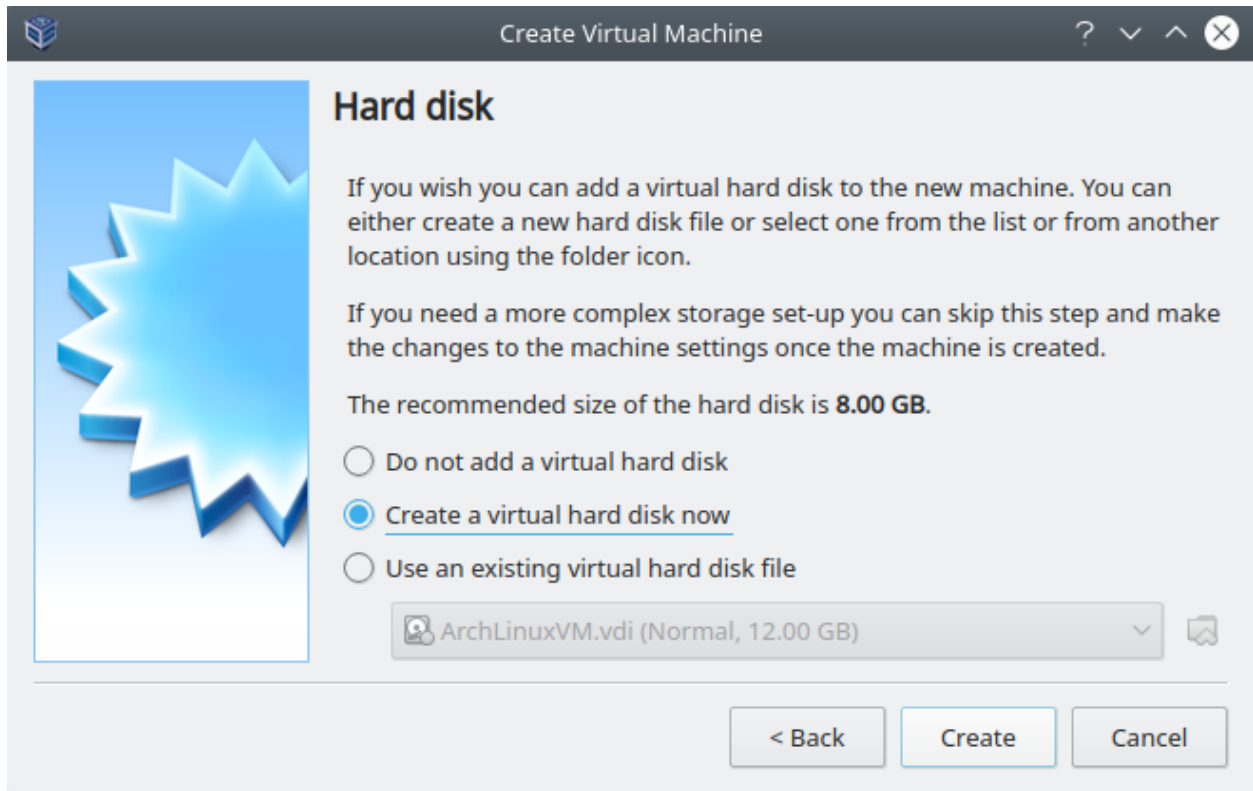 Create Virtual Machine
Hard disk
If you wish you can add a virtual hard disk to the new machine. You can
either create a new hard disk file or select one from the list or from another
location using the folder icon.
If you need a more complex storage set-up you can skip this step and make
the changes to the machine settings once the machine is created.
The recommended size of the hard disk is 8.00 GB.
Do not add a virtual hard disk
Create a virtual hard disk now
Use an existing virtual hard disk file
ArchLinuxVM.vdi (Normal, 12.00 GB)
< Back Create Cancel